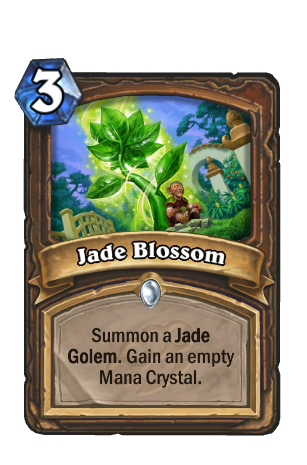 3
Jade Blossom
Summon a Jade
Golem. Gain an empty
Mana Crystal.